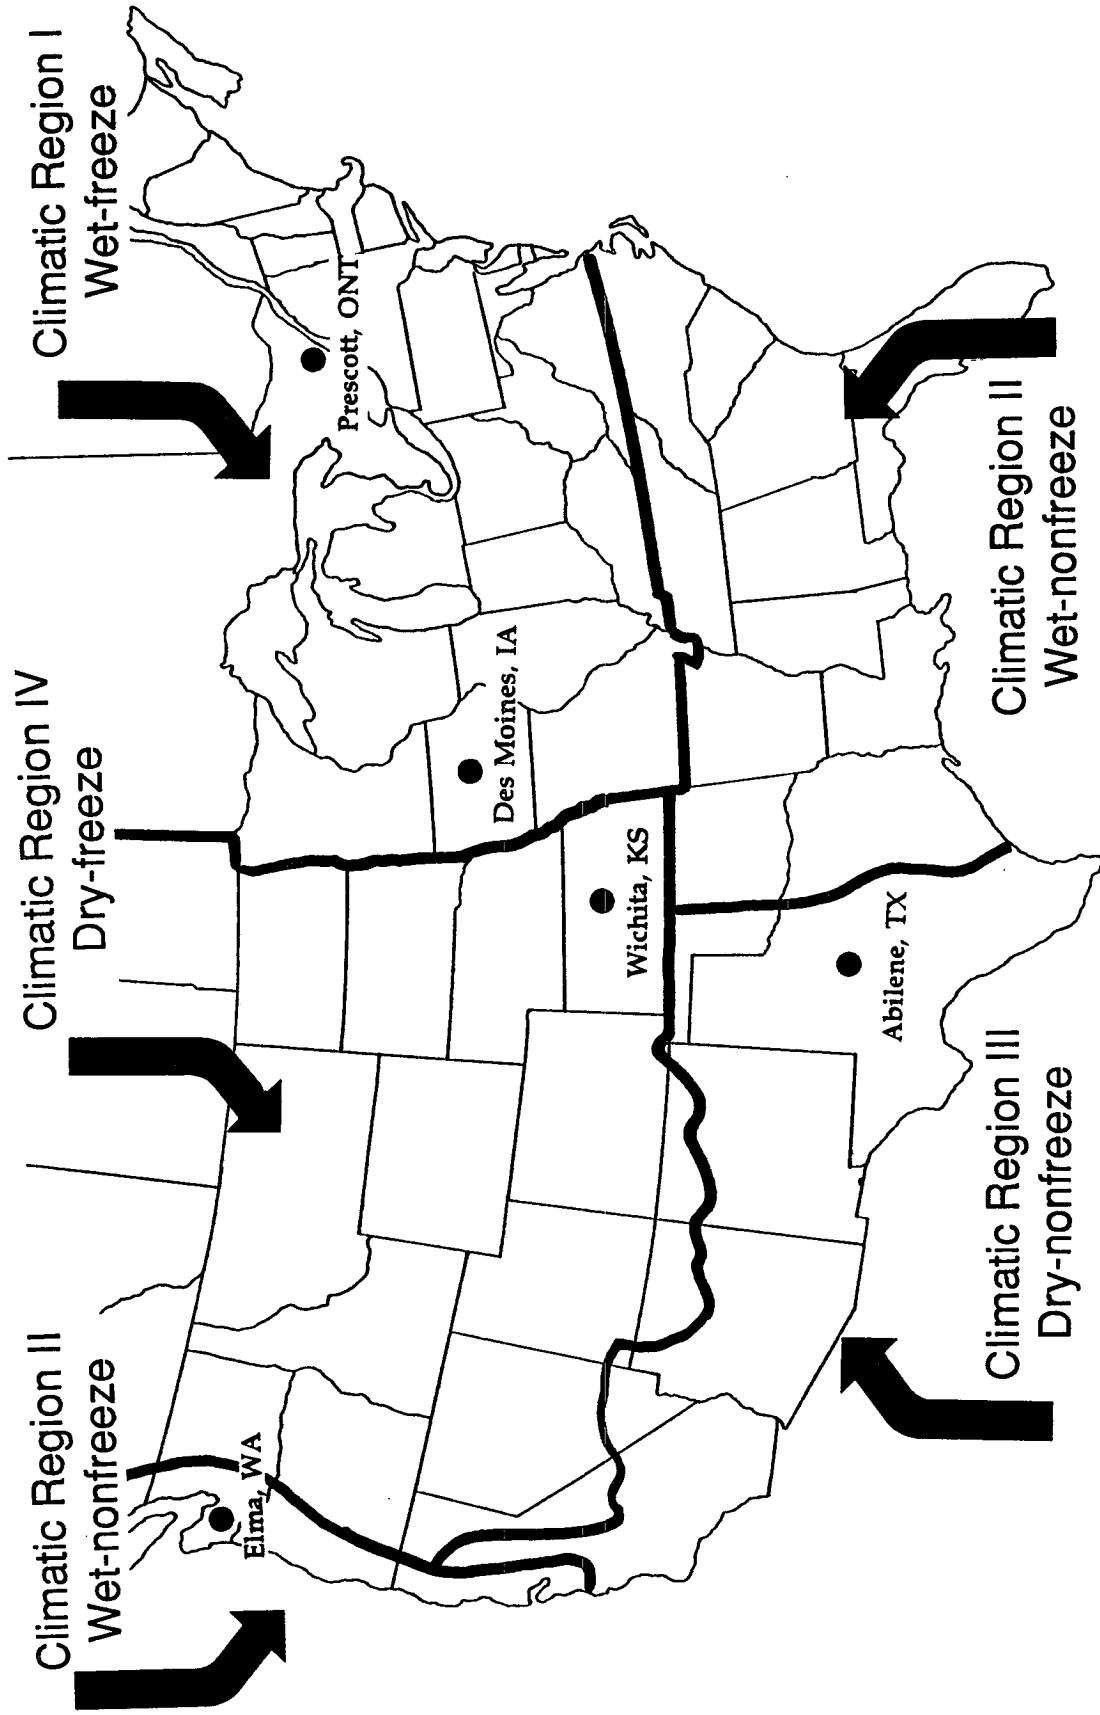 Climatic Region II
Wet-nonfreeze
Climatic Region IV
Dry-freeze
Climatic Region I
Wet-freeze
Elma, WA
Prescott, ONT
Des Moines, IA
Wichita, KS
Abilene, TX
Climatic Region III
Dry-nonfreeze
Climatic Region II
Wet-nonfreeze